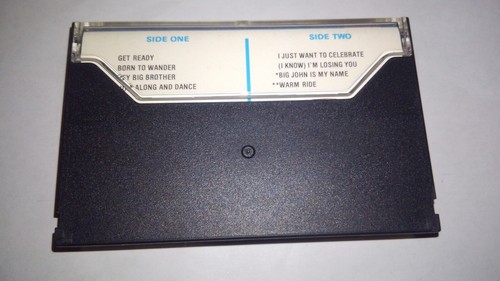 SIDE ONE
GET READY
BORN TO WANDER
BIG BROTHER
ALONG AND DANCE
SIDE TWO
I JUST WANT TO CELEBRATE
(I KNOW) I'M LOSING YOU
*BIG JOHN IS MY NAME
**WARM RIDE